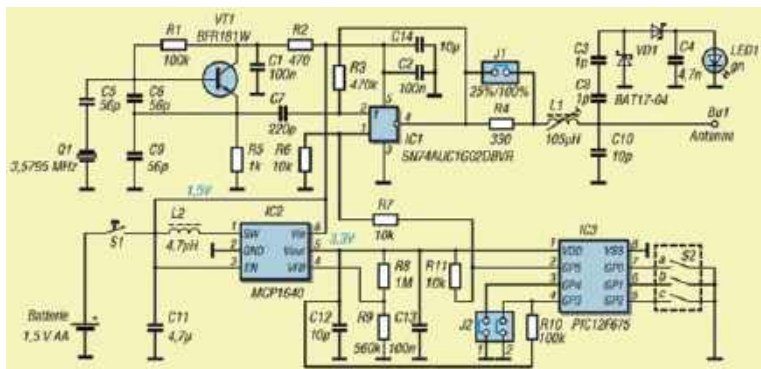 VT1
BFR181W
R1
100k
R2
470
C14
10µ
C1
100n
C2
100n
R3
470k
J1
25%/100%
C3
1p
VD1
C4
4,7n
LED1
gn
C5
56p
C6
56p
C7
220p
C8
1p
BAT17-04
R4
330
L1
105µH
Bu1
Antenne
IC1
SN74AUC1G02DBVR
C10
10p
Q1
3,5795 MHz
C9
56p
R5
1k
R6
10k
1,5V
S1
L2
4,7µH
IC2
SW
GND
EN
Vin
Vout
VFB
MCP1640
3,3V
R7
10k
R8
1M
R11
10k
R9
560k
C12
10µ
C13
100n
J2
1 2
R10
100k
IC3
VDD
GP5
GP4
GP3
VSS
GP0
GP1
GP2
PIC12F675
S2
a
b
c
Batterie
1,5 V AA
C11
4,7µ